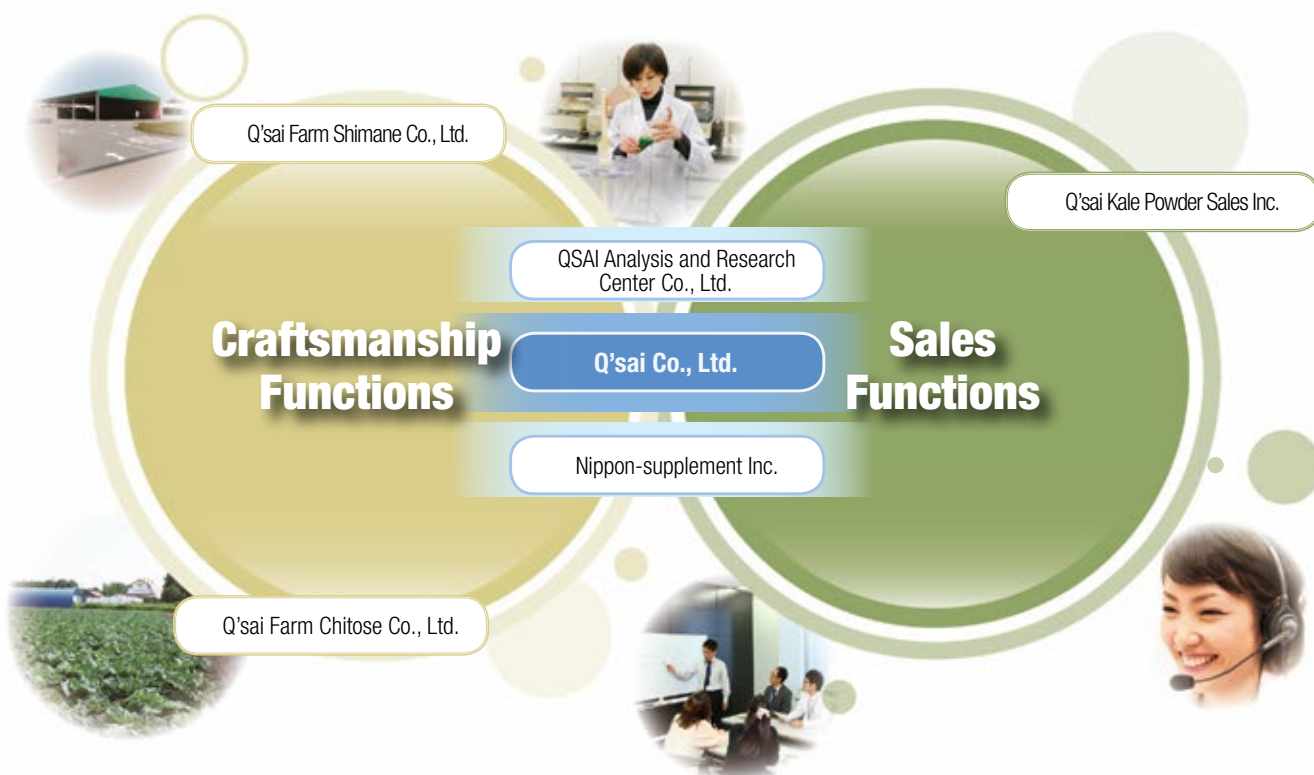 Q'sai Farm Shimane Co., Ltd.
Q'sai Kale Powder Sales Inc.
QSAI Analysis and Research
Center Co., Ltd.
Craftsmanship
Functions
Q'sai Co., Ltd.
Sales
Functions
Nippon-supplement Inc.
Q'sai Farm Chitose Co., Ltd.